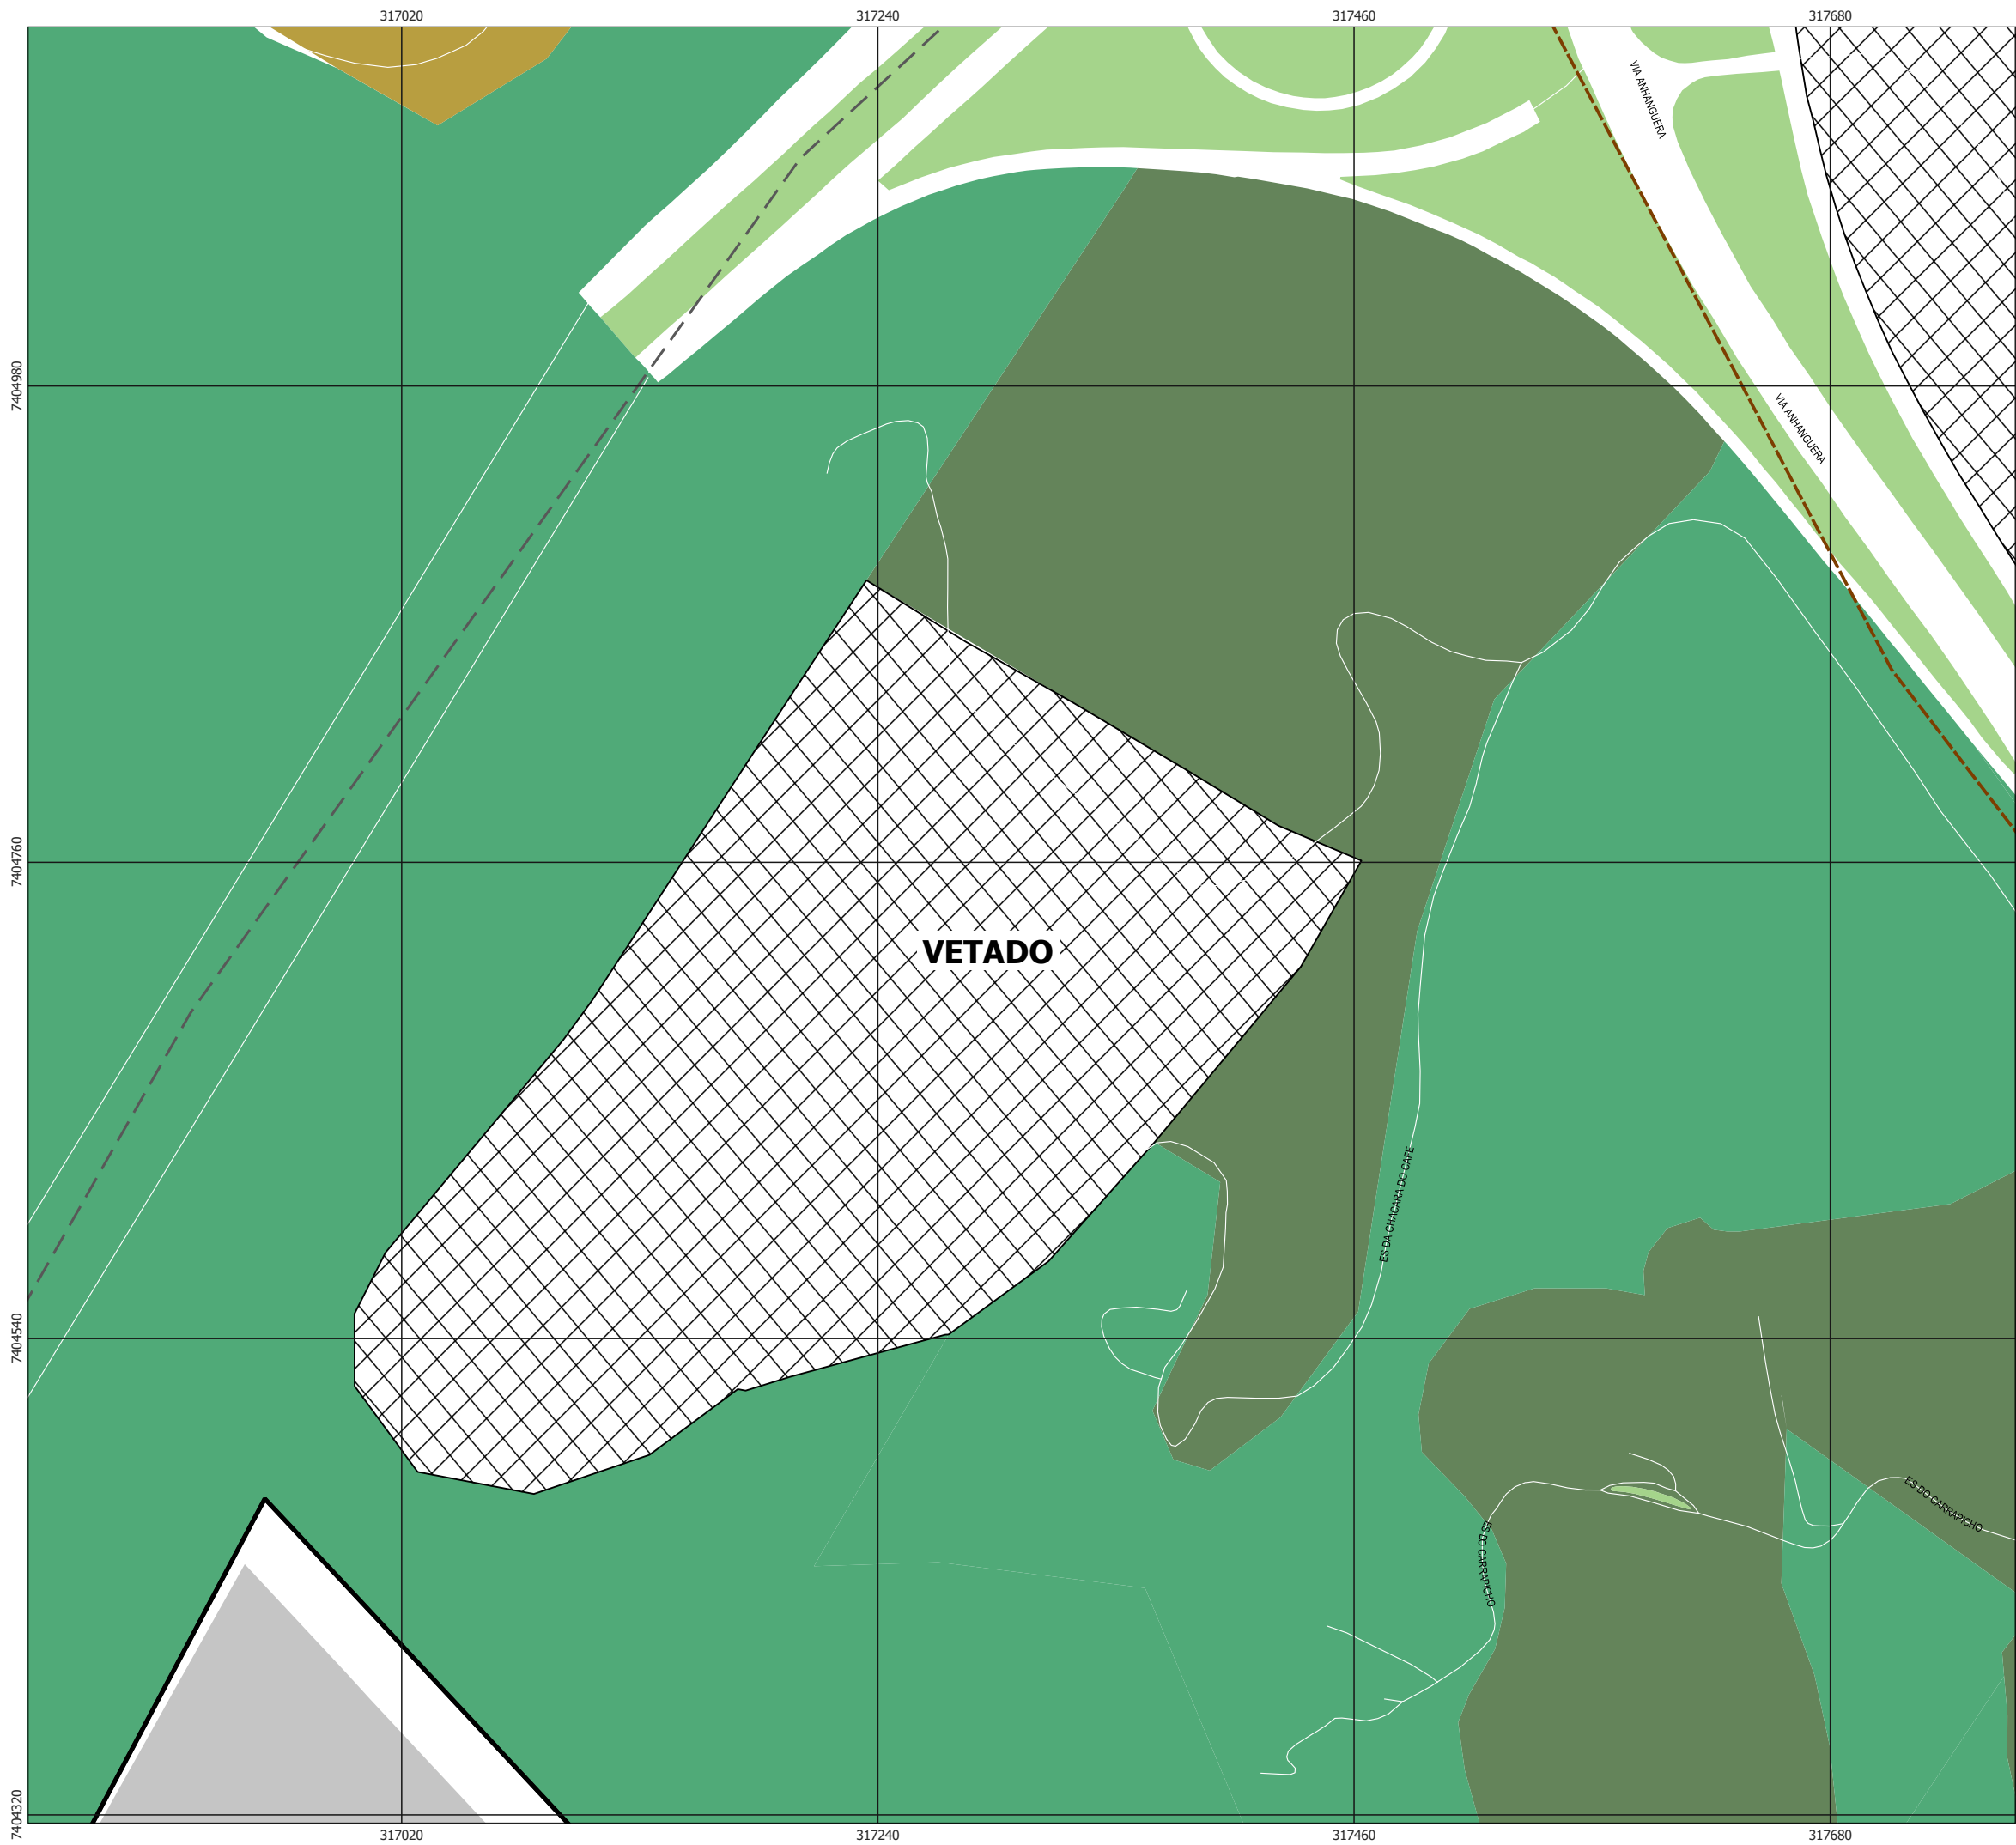 317020 317240 317460 317680
VIA ANHANGUERA
7404980
VIA ANHANGUERA
7404760
VETADO
ES DA CHACARA DO CAFE
7404540
ES DO CARRAPICHO
ES DO CARRAPICHO
7404320
317020 317240 317460 317680